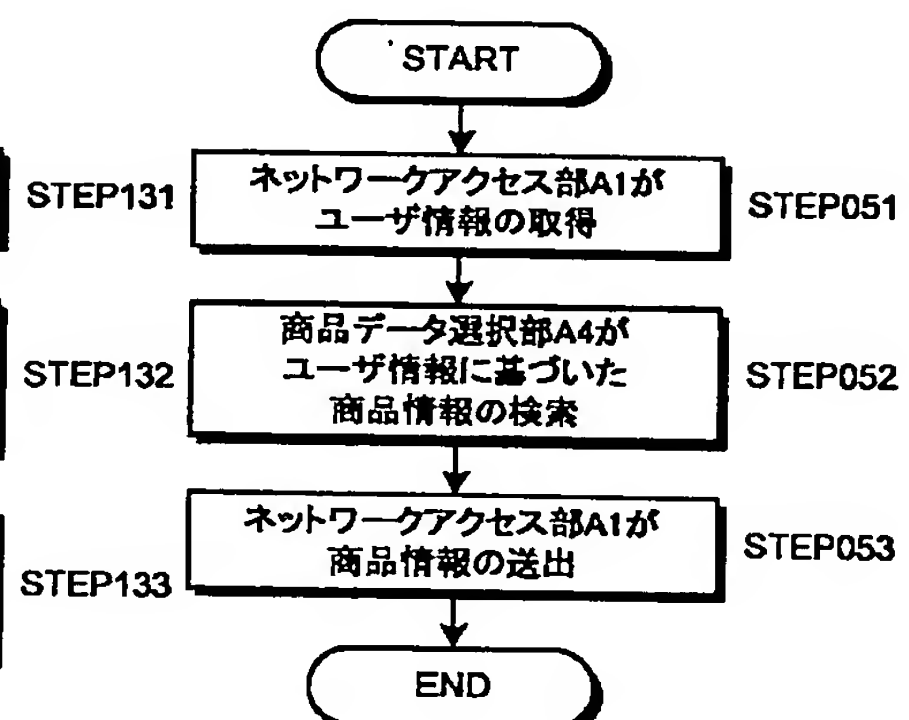 START
STEP131
ネットワークアクセス部A1が
ユーザ情報の取得
STEP051
STEP132
商品データ選択部A4が
ユーザ情報に基づいた
商品情報の検索
STEP052
STEP133
ネットワークアクセス部A1が
商品情報の送出
STEP053
END